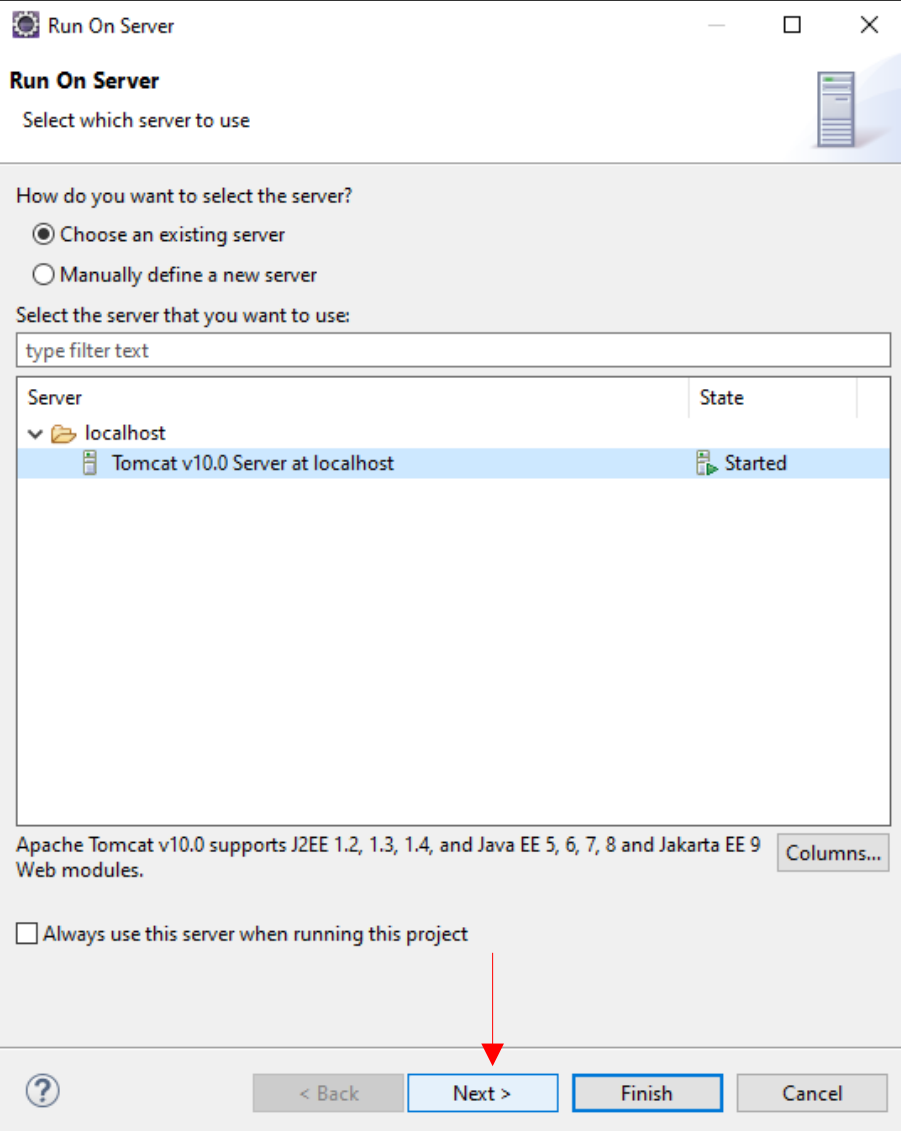 Run On Server
Run On Server
Select which server to use
How do you want to select the server?
Choose an existing server
Manually define a new server
Select the server that you want to use:
type filter text
Server State
localhost
Tomcat v10.0 Server at localhost Started
Apache Tomcat v10.0 supports J2EE 1.2, 1.3, 1.4, and Java EE 5, 6, 7, 8 and Jakarta EE 9
Web modules.
Columns...
Always use this server when running this project
? < Back Next > Finish Cancel